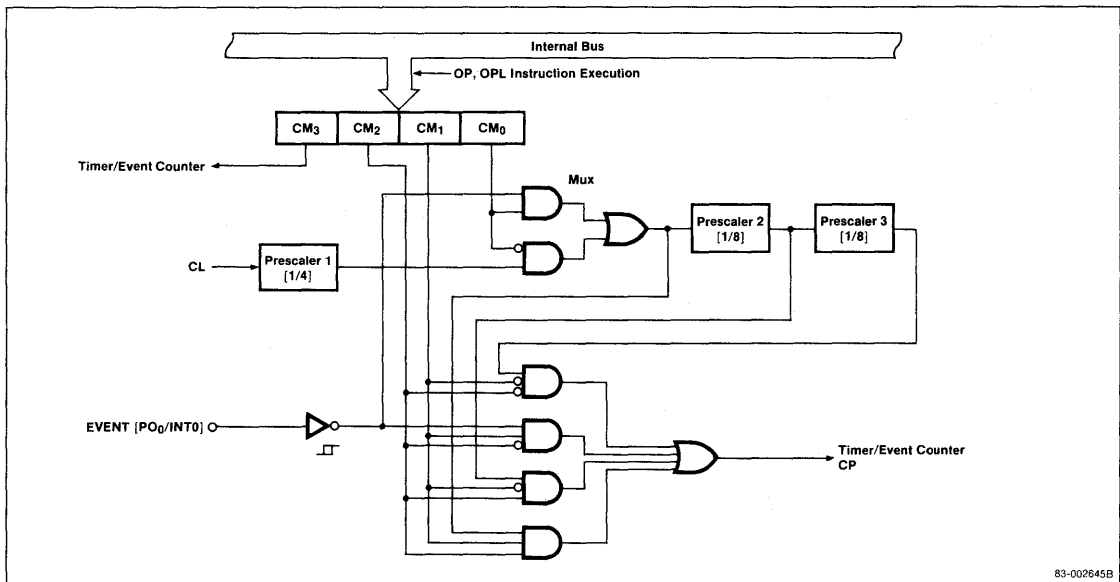 Internal Bus
OP, OPL Instruction Execution
CM3 CM2 CM1 CM0
Timer/Event Counter
Mux
Prescaler 2
[1/8]
Prescaler 3
[1/8]
CL
Prescaler 1
[1/4]
EVENT [PO0/INT0]
Timer/Event Counter
CP
83-002645B